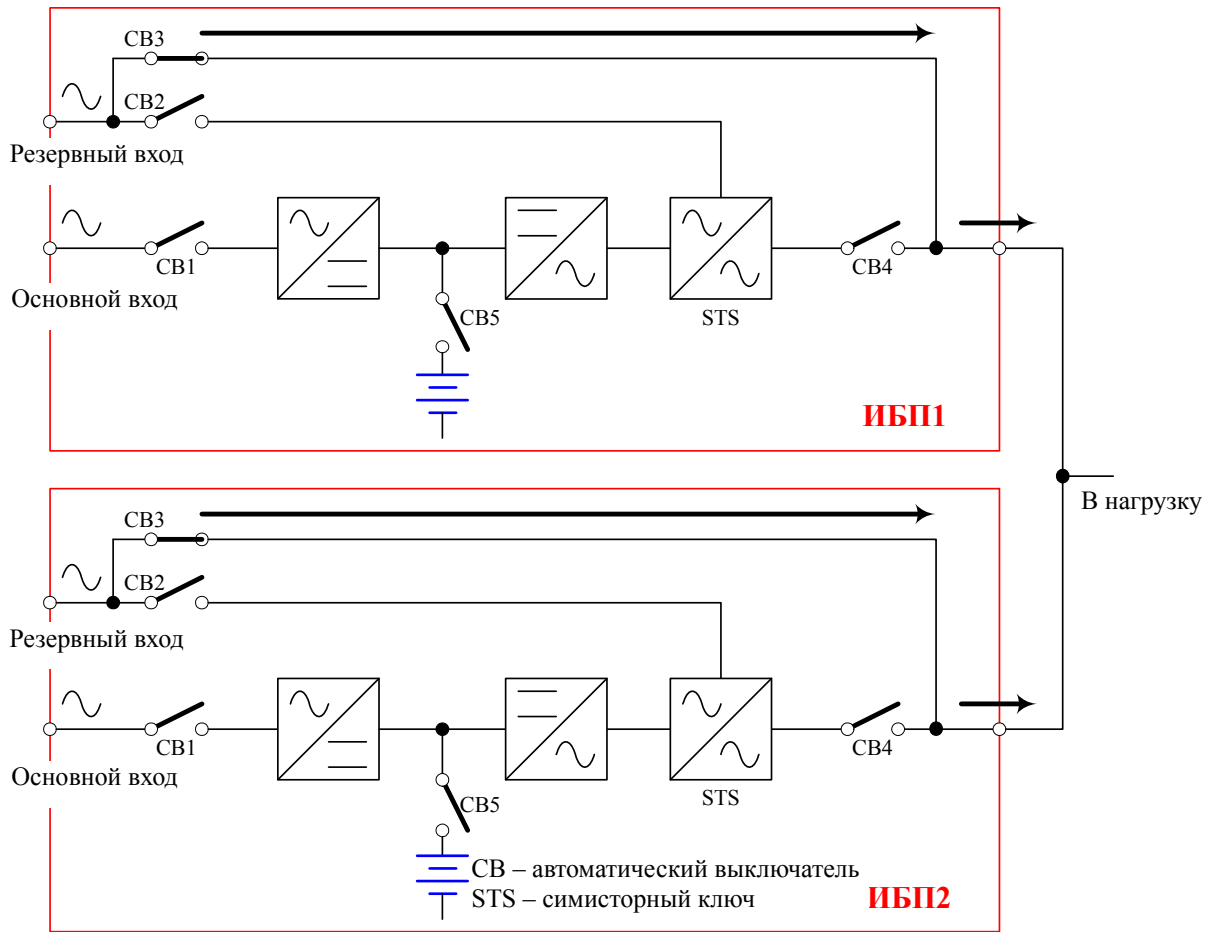 CB3
CB2
Резервный вход
CB1
Основной вход
CB5
STS
CB4
ИБП1
В нагрузку
CB3
CB2
Резервный вход
CB1
Основной вход
CB5
STS
CB4
CB – автоматический выключатель
STS – симисторный ключ
ИБП2